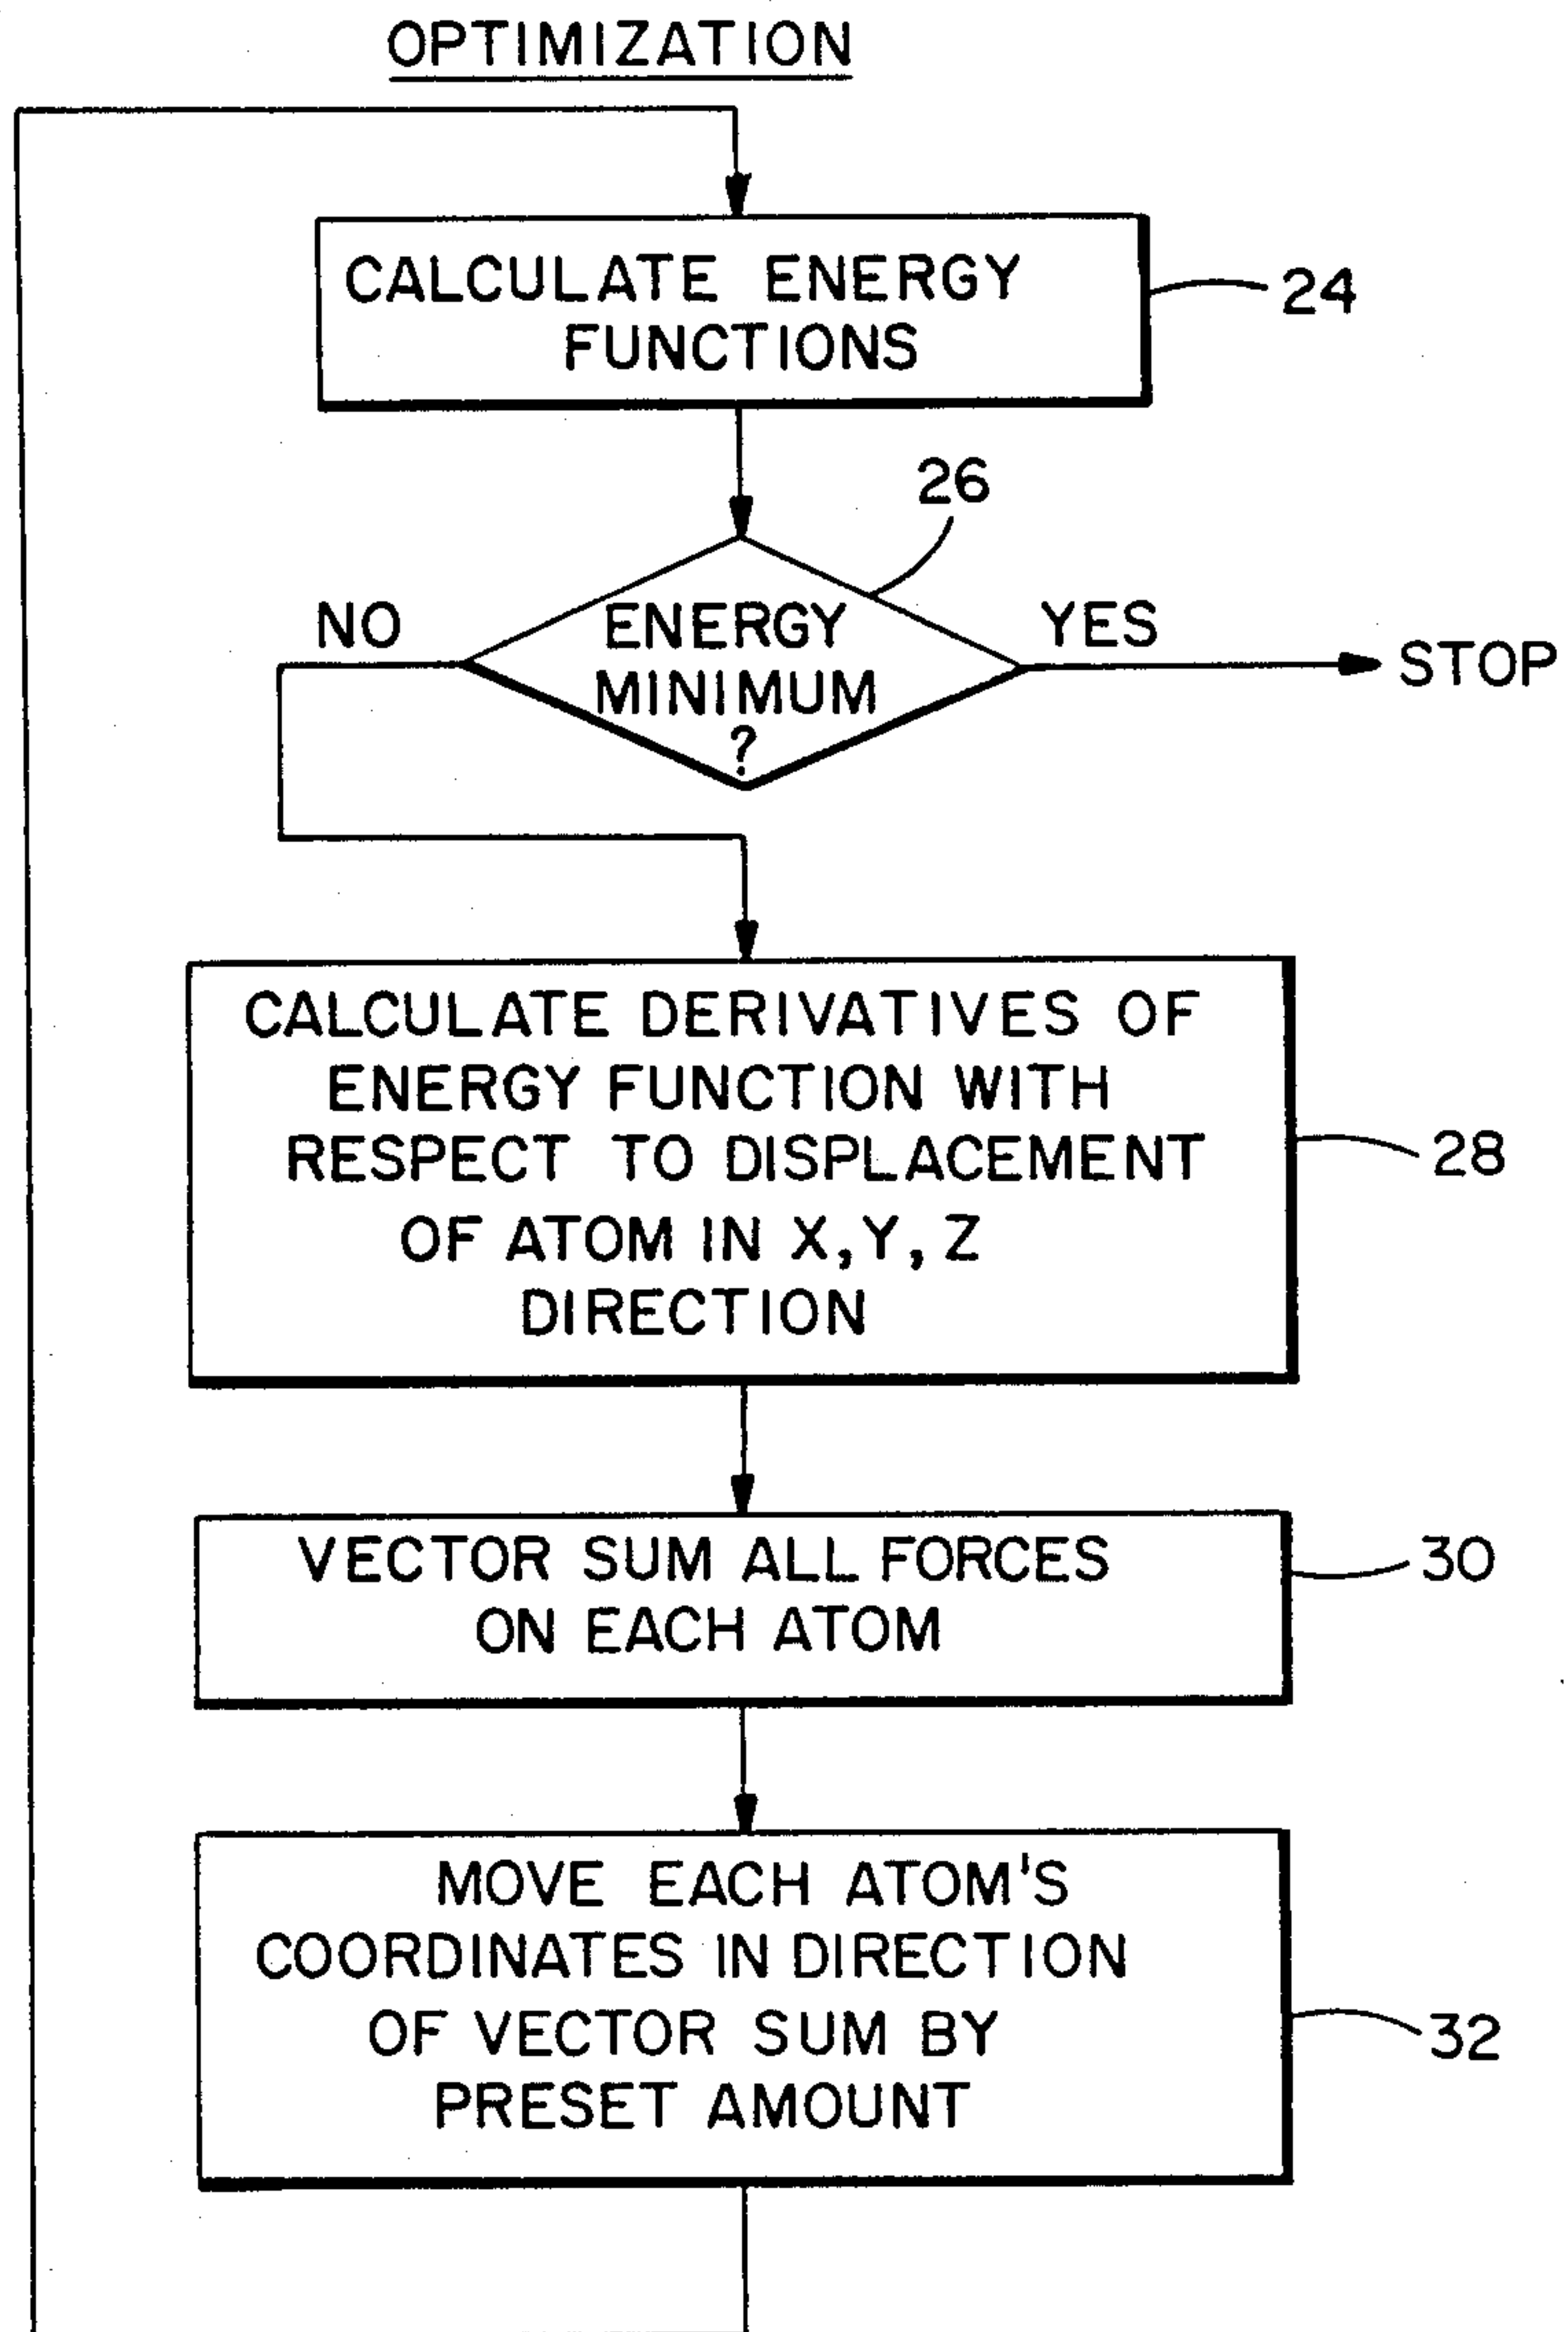 OPTIMIZATION
CALCULATE ENERGY
FUNCTIONS
24
26
NO
ENERGY
MINIMUM
?
YES
STOP
CALCULATE DERIVATIVES OF
ENERGY FUNCTION WITH
RESPECT TO DISPLACEMENT
OF ATOM IN X, Y, Z
DIRECTION
28
VECTOR SUM ALL FORCES
ON EACH ATOM
30
MOVE EACH ATOM'S
COORDINATES IN DIRECTION
OF VECTOR SUM BY
PRESET AMOUNT
32